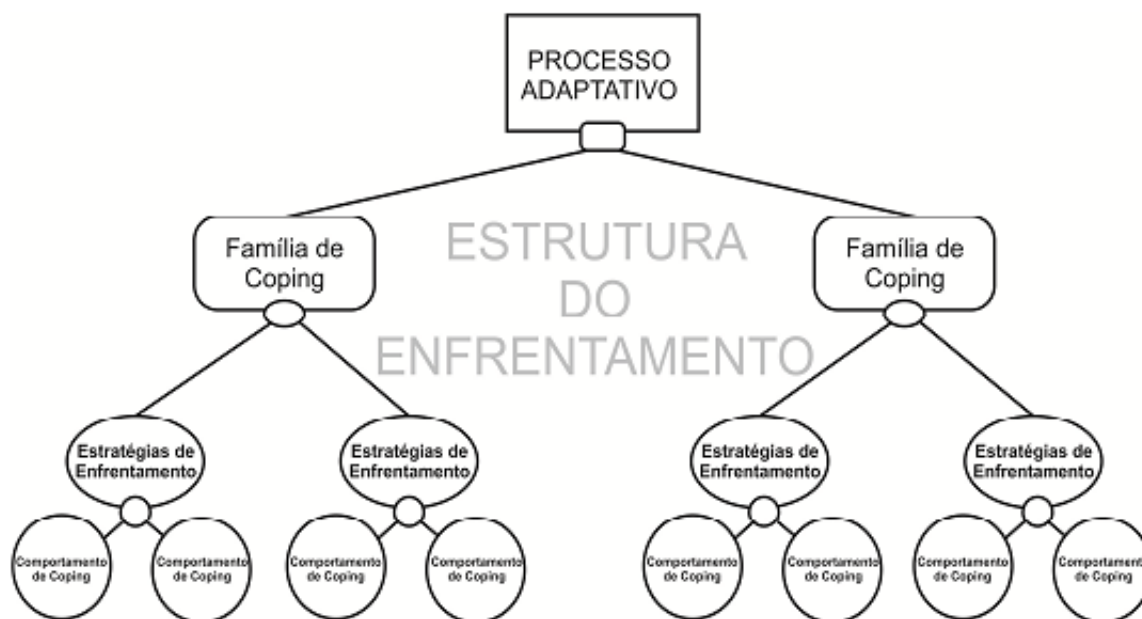 PROCESSO
ADAPTATIVO
Família de
Coping
ESTRUTURA
DO
ENFRENTAMENTO
Família de
Coping
Estratégias de
Enfrentamento
Estratégias de
Enfrentamento
Estratégias de
Enfrentamento
Estratégias de
Enfrentamento
Comportamento
de Coping
Comportamento
de Coping
Comportamento
de Coping
Comportamento
de Coping
Comportamento
de Coping
Comportamento
de Coping
Comportamento
de Coping
Comportamento
de Coping